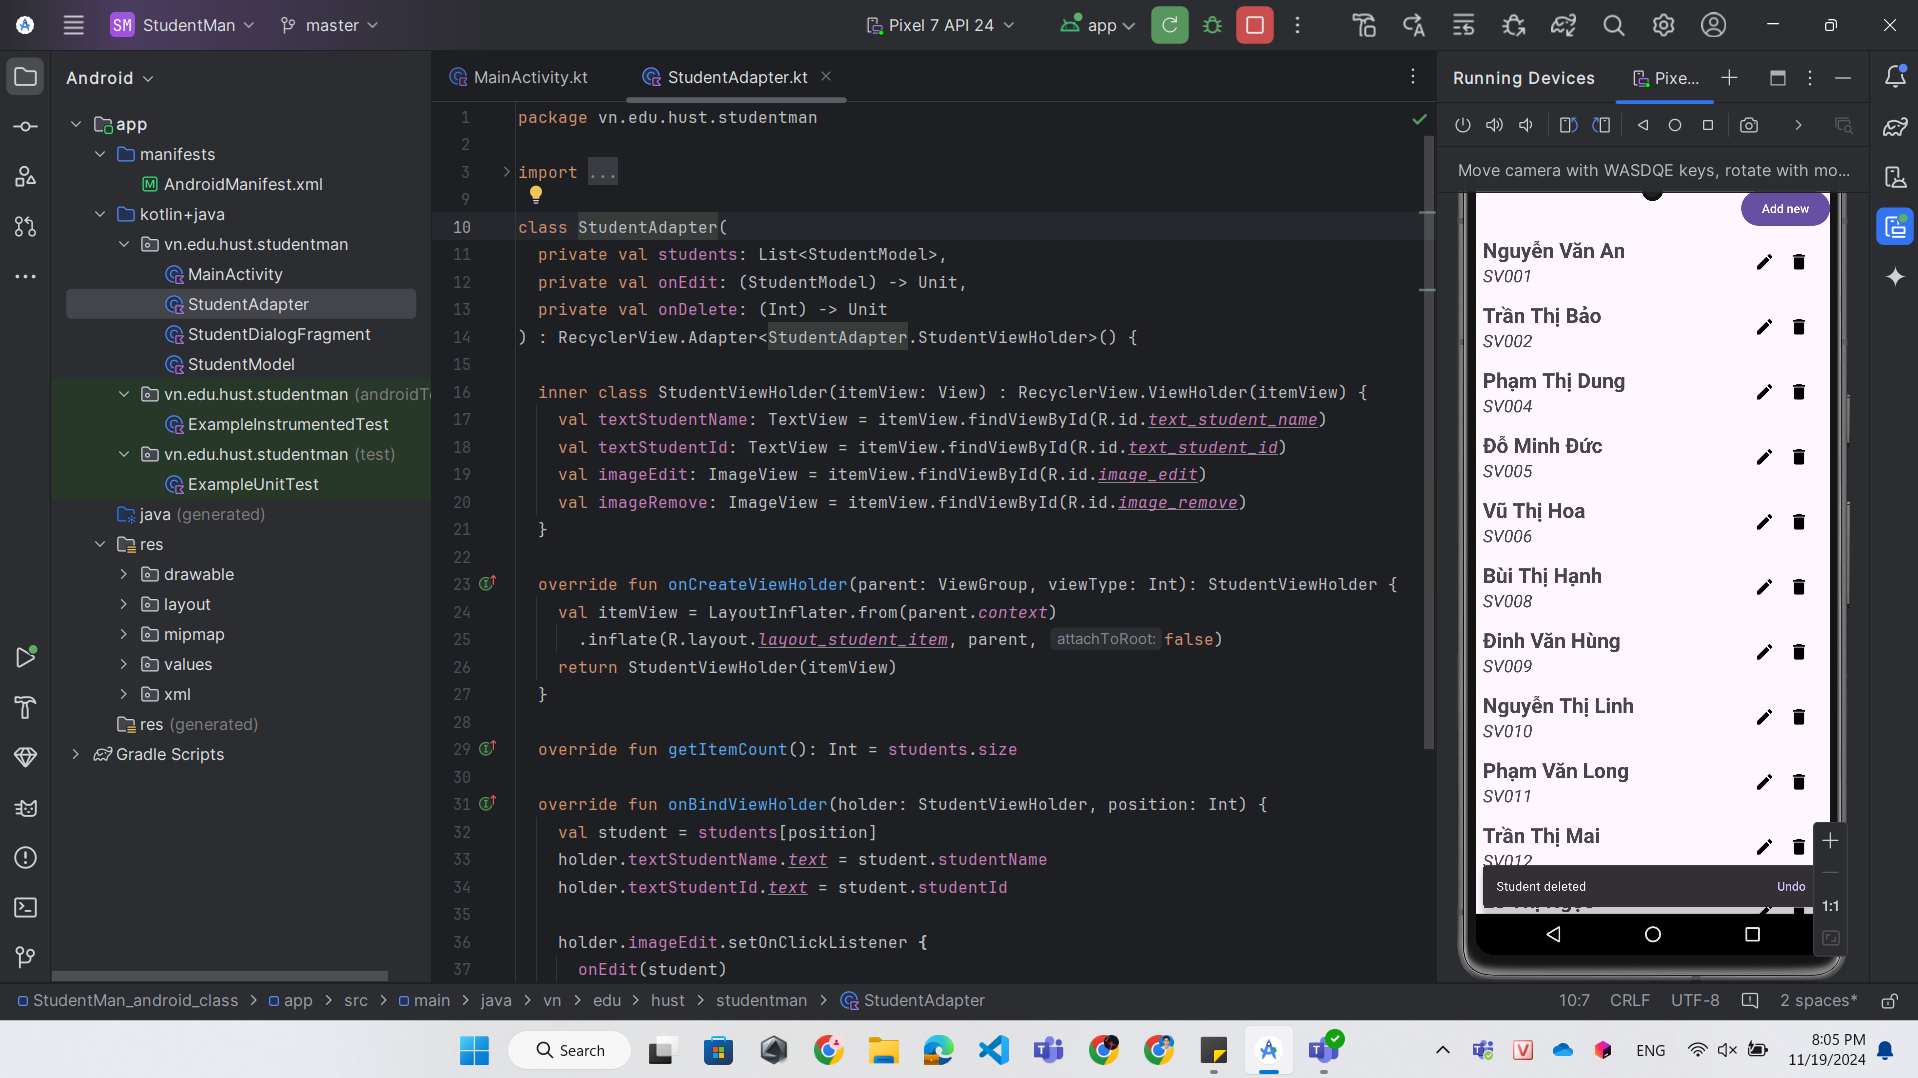 SM StudentMan
master
Pixel 7 API 24
app
Android
app
manifests
AndroidManifest.xml
kotlin+java
vn.edu.hust.studentman
MainActivity
StudentAdapter
StudentDialogFragment
StudentModel
vn.edu.hust.studentman (androidTe
ExampleInstrumentedTest
vn.edu.hust.studentman (test)
ExampleUnitTest
java (generated)
res
drawable
layout
mipmap
values
xml
res (generated)
Gradle Scripts
MainActivity.kt
StudentAdapter.kt
1 package vn.edu.hust.studentman
2
3 import ...
9
10 class StudentAdapter(
11 private val students: List<StudentModel>,
12 private val onEdit: (StudentModel) -> Unit,
13 private val onDelete: (Int) -> Unit
14 ) : RecyclerView.Adapter<StudentAdapter.StudentViewHolder>() {
15
16 inner class StudentViewHolder(itemView: View) : RecyclerView.ViewHolder(itemView) {
17 val textStudentName: TextView = itemView.findViewById(R.id.text_student_name)
18 val textStudentId: TextView = itemView.findViewById(R.id.text_student_id)
19 val imageEdit: ImageView = itemView.findViewById(R.id.image_edit)
20 val imageRemove: ImageView = itemView.findViewById(R.id.image_remove)
21 }
22
23 override fun onCreateViewHolder(parent: ViewGroup, viewType: Int): StudentViewHolder {
24 val itemView = LayoutInflater.from(parent.context)
25 .inflate(R.layout.layout_student_item, parent, attachToRoot: false)
26 return StudentViewHolder(itemView)
27 }
28
29 override fun getItemCount(): Int = students.size
30
31 override fun onBindViewHolder(holder: StudentViewHolder, position: Int) {
32 val student = students[position]
33 holder.textStudentName.text = student.studentName
34 holder.textStudentId.text = student.studentId
35
36 holder.imageEdit.setOnClickListener {
37 onEdit(student)
Running Devices
Pixe...
Move camera with WASDQE keys, rotate with mo...
Add new
Nguyễn Văn An
SV001
Trần Thị Bảo
SV002
Phạm Thị Dung
SV004
Đỗ Minh Đức
SV005
Vũ Thị Hoa
SV006
Bùi Thị Hạnh
SV008
Đinh Văn Hùng
SV009
Nguyễn Thị Linh
SV010
Phạm Văn Long
SV011
Trần Thị Mai
SV012
Student deleted
Undo
1:1
StudentMan_android_class > app > src > main > java > vn > edu > hust > studentman > StudentAdapter
10:7 CRLF UTF-8 2 spaces*
Search
ENG
8:05 PM
11/19/2024